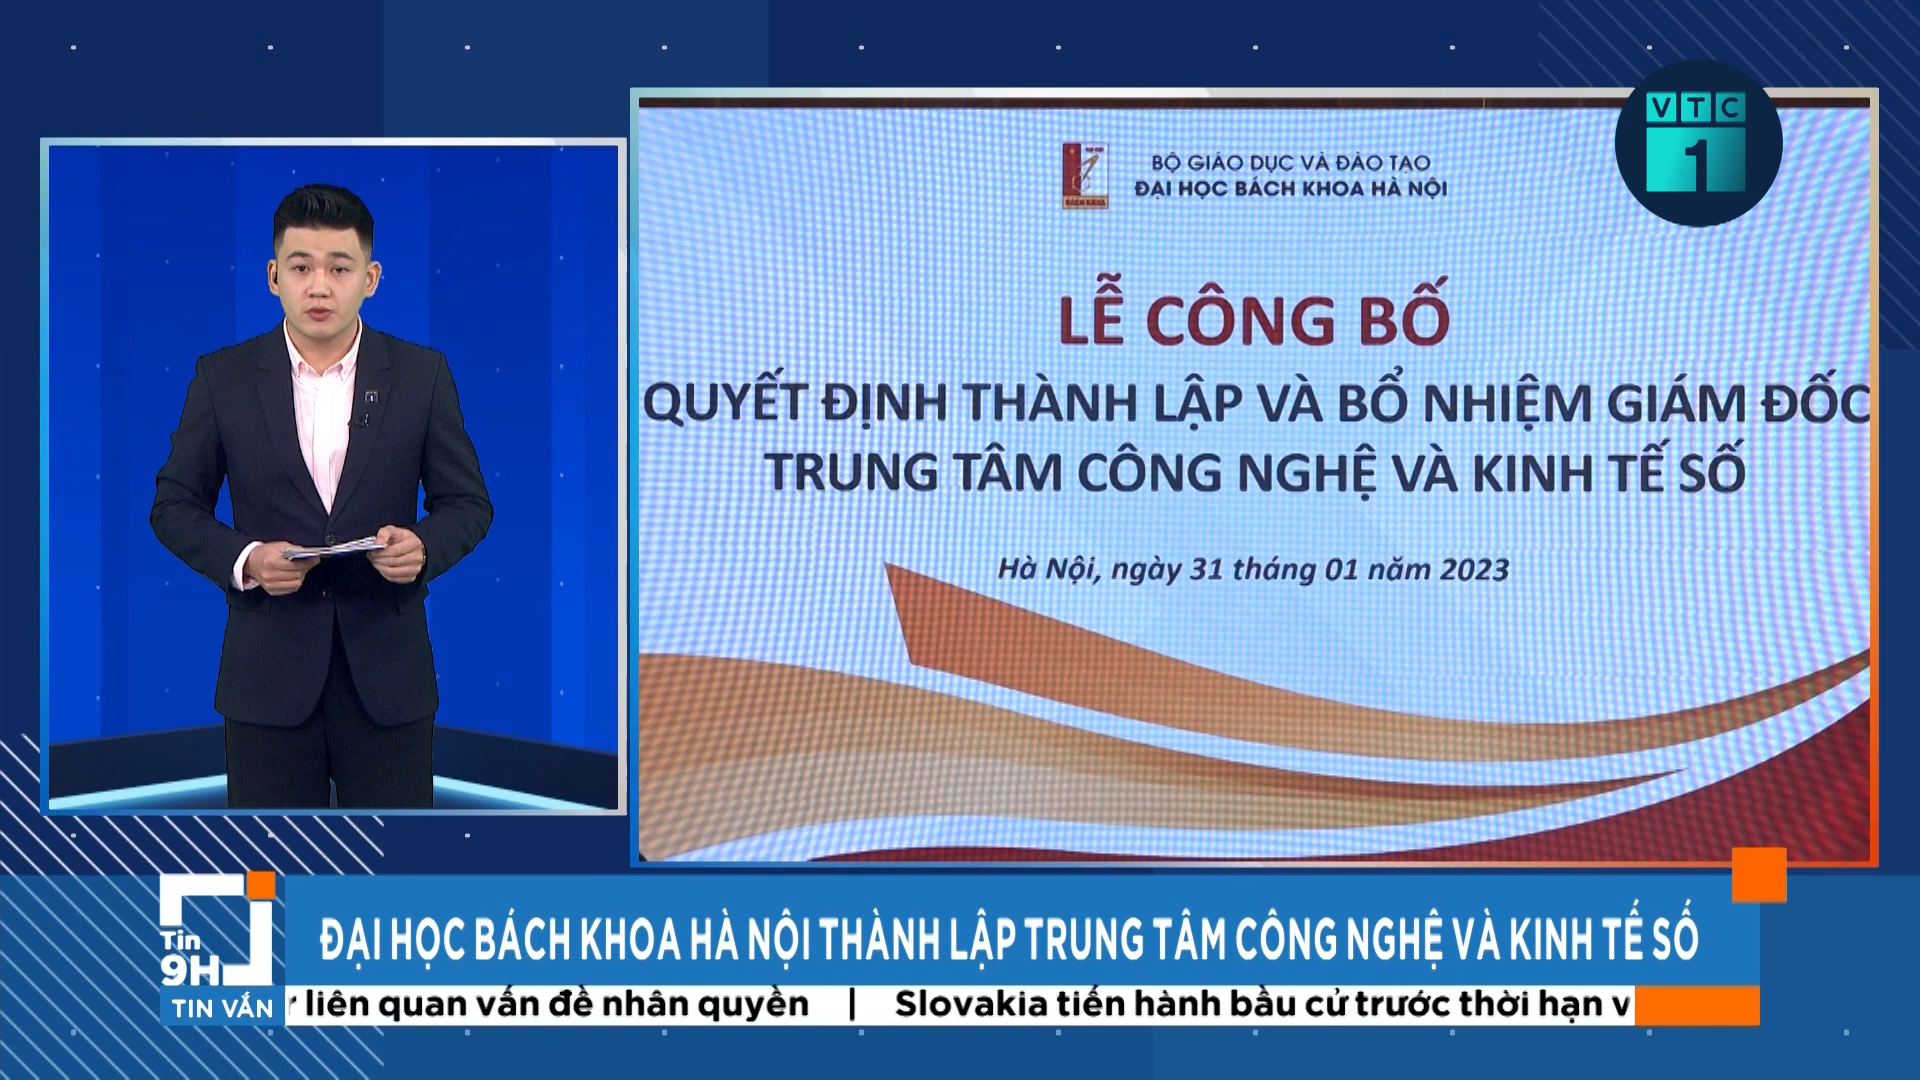 VTC
1
BỘ GIÁO DỤC VÀ ĐÀO TẠO
ĐẠI HỌC BÁCH KHOA HÀ NỘI
BÁCH KHOA
LỄ CÔNG BỐ
QUYẾT ĐỊNH THÀNH LẬP VÀ BỔ NHIỆM GIÁM ĐỐC
TRUNG TÂM CÔNG NGHỆ VÀ KINH TẾ SỐ
Hà Nội, ngày 31 tháng 01 năm 2023
Tin
9H
ĐẠI HỌC BÁCH KHOA HÀ NỘI THÀNH LẬP TRUNG TÂM CÔNG NGHỆ VÀ KINH TẾ SỐ
TIN VẮN
liên quan vấn đề nhân quyền | Slovakia tiến hành bầu cử trước thời hạn v